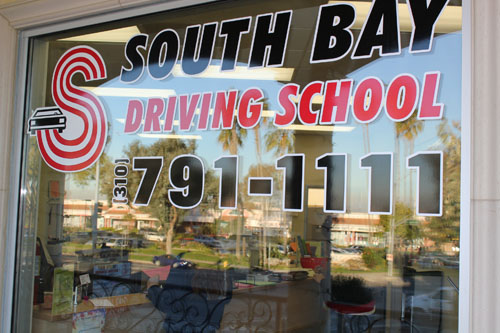 S SOUTH BAY
DRIVING SCHOOL
(310) 791-1111